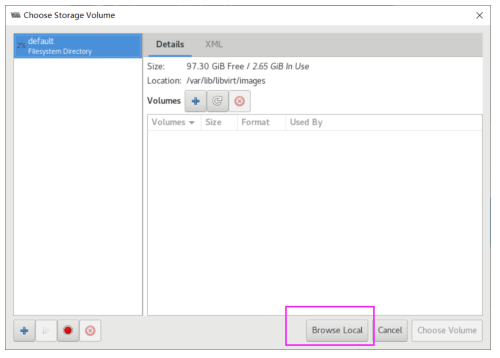 Choose Storage Volume
2%
default
Filesystem Directory
Details XML
Size: 97.30 GiB Free / 2.65 GiB In Use
Location: /var/lib/libvirt/images
Volumes
Volumes Size Format Used By
Browse Local Cancel Choose Volume